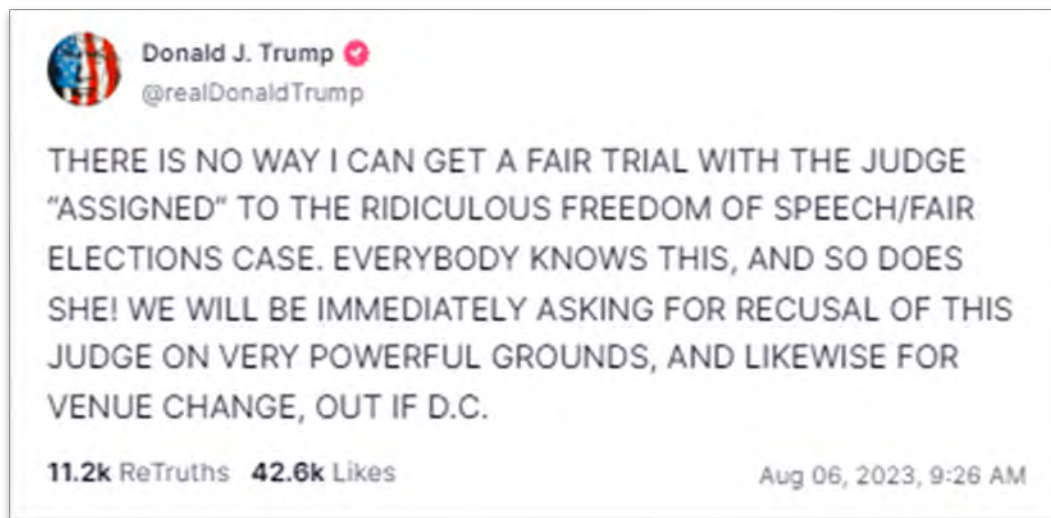 Donald J. Trump
@realDonaldTrump
THERE IS NO WAY I CAN GET A FAIR TRIAL WITH THE JUDGE
“ASSIGNED” TO THE RIDICULOUS FREEDOM OF SPEECH/FAIR
ELECTIONS CASE. EVERYBODY KNOWS THIS, AND SO DOES
SHE! WE WILL BE IMMEDIATELY ASKING FOR RECUSAL OF THIS
JUDGE ON VERY POWERFUL GROUNDS, AND LIKEWISE FOR
VENUE CHANGE, OUT IF D.C.
11.2k ReTruths 42.6k Likes Aug 06, 2023, 9:26 AM